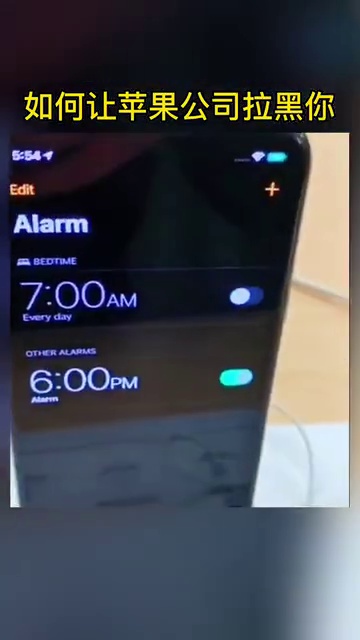 如何让苹果公司拉黑你
5:54
Edit
+
Alarm
BEDTIME
7:00AM
Every day
OTHER ALARMS
6:00PM
Alarm